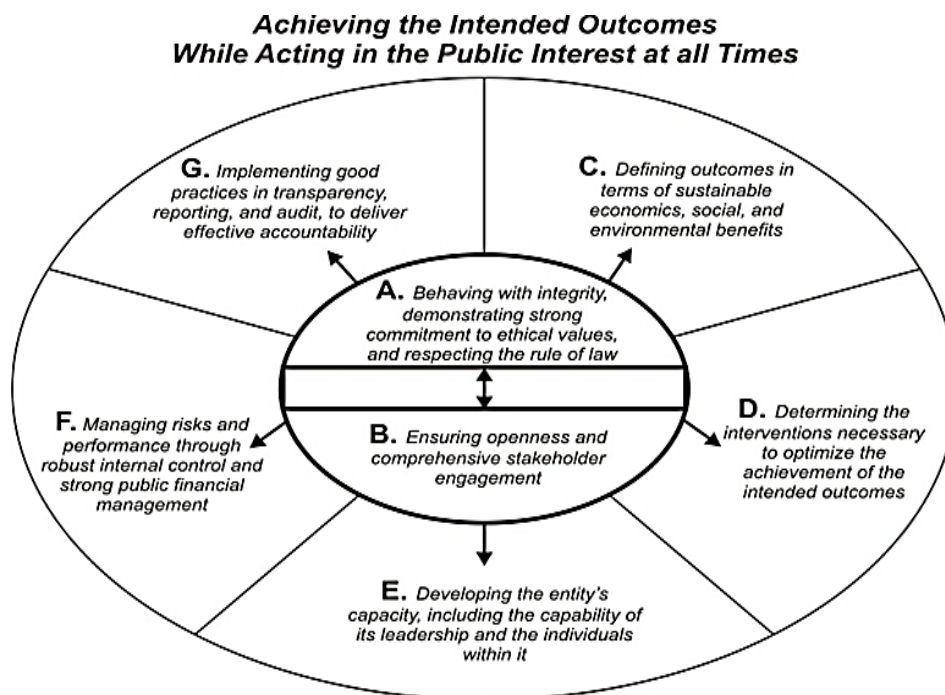 Achieving the Intended Outcomes
While Acting in the Public Interest at all Times
G. Implementing good
practices in transparency,
reporting, and audit, to deliver
effective accountability
C. Defining outcomes in
terms of sustainable
economics, social, and
environmental benefits
A. Behaving with integrity,
demonstrating strong
commitment to ethical values,
and respecting the rule of law
F. Managing risks and
performance through
robust internal control and
strong public financial
management
B. Ensuring openness and
comprehensive stakeholder
engagement
D. Determining the
interventions necessary
to optimize the
achievement of the
intended outcomes
E. Developing the entity's
capacity, including the capability of
its leadership and the individuals
within it